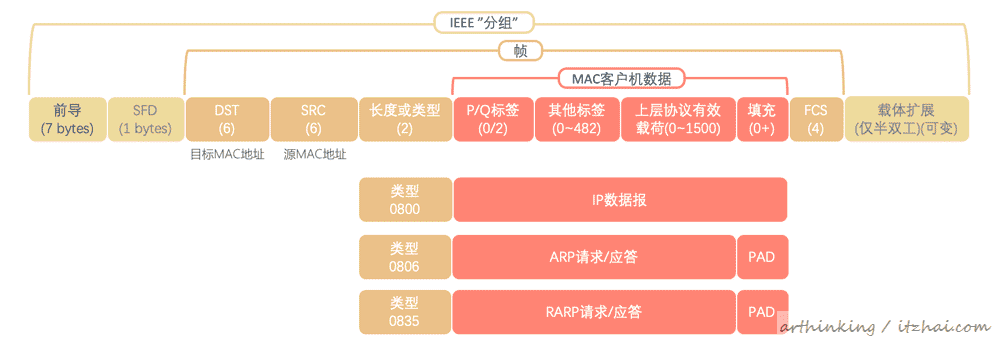 IEEE ”分组”
帧
MAC客户机数据
前导
(7 bytes)
SFD
(1 bytes)
DST
(6)
SRC
(6)
长度或类型
(2)
P/Q标签
(0/2)
其他标签
(0~482)
上层协议有效
载荷(0~1500)
填充
(0+)
FCS
(4)
载体扩展
(仅半双工)(可变)
目标MAC地址
源MAC地址
类型
0800
IP数据报
类型
0806
ARP请求/应答
PAD
类型
0835
RARP请求/应答
PAD
arthinking / itzhai.com